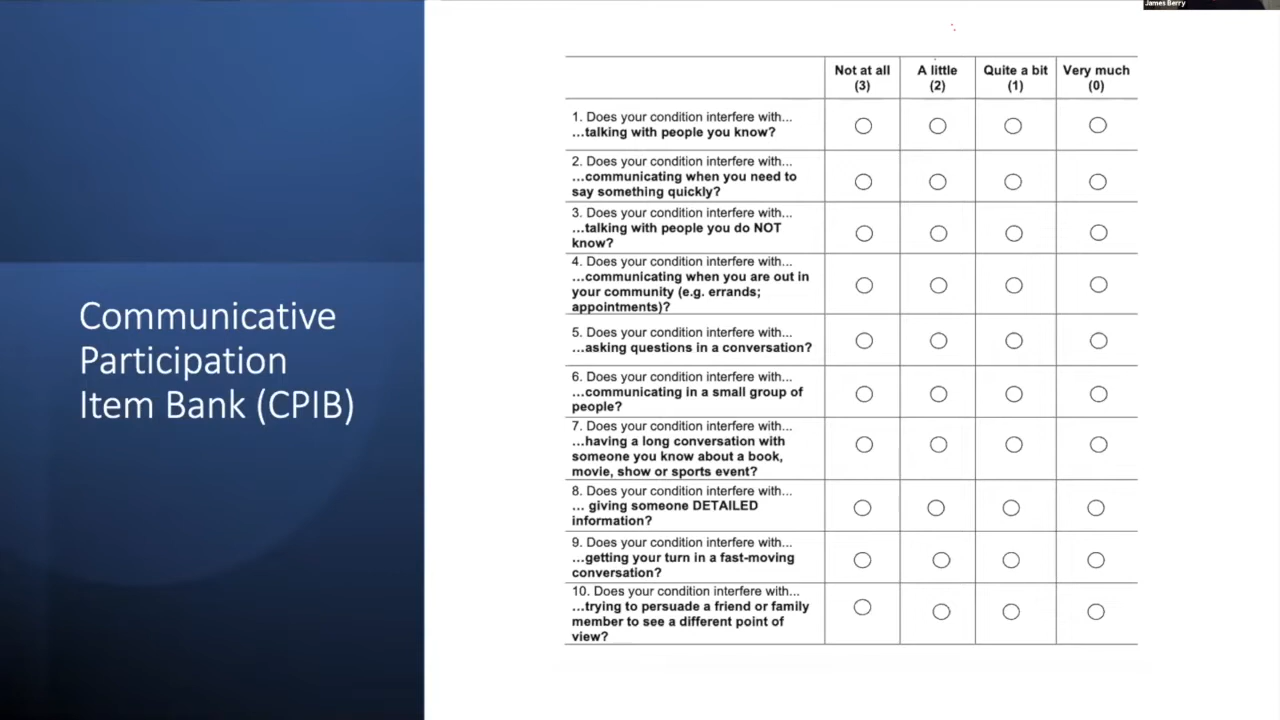 James Berry
Communicative
Participation
Item Bank (CPIB)
Not at all
(3)
A little
(2)
Quite a bit
(1)
Very much
(0)
1. Does your condition interfere with...
...talking with people you know?
2. Does your condition interfere with...
...communicating when you need to
say something quickly?
3. Does your condition interfere with...
...talking with people you do NOT
know?
4. Does your condition interfere with...
...communicating when you are out in
your community (e.g. errands;
appointments)?
5. Does your condition interfere with...
...asking questions in a conversation?
6. Does your condition interfere with...
...communicating in a small group of
people?
7. Does your condition interfere with...
...having a long conversation with
someone you know about a book,
movie, show or sports event?
8. Does your condition interfere with...
... giving someone DETAILED
information?
9. Does your condition interfere with...
...getting your turn in a fast-moving
conversation?
10. Does your condition interfere with...
...trying to persuade a friend or family
member to see a different point of
view?